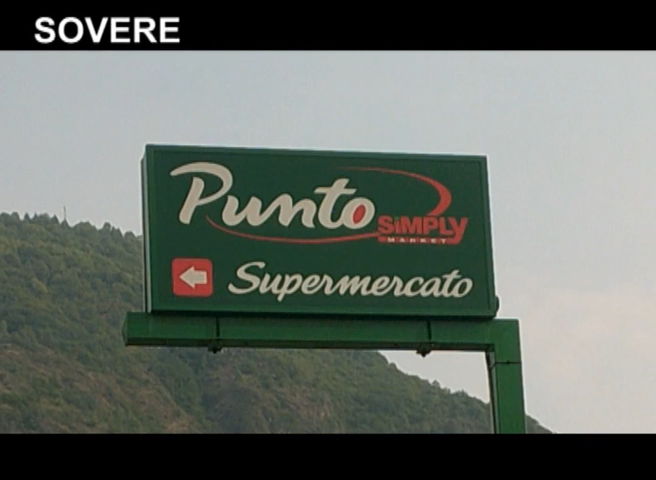 SOVERE
Punto
SiMPLY
MARKET
Supermercato